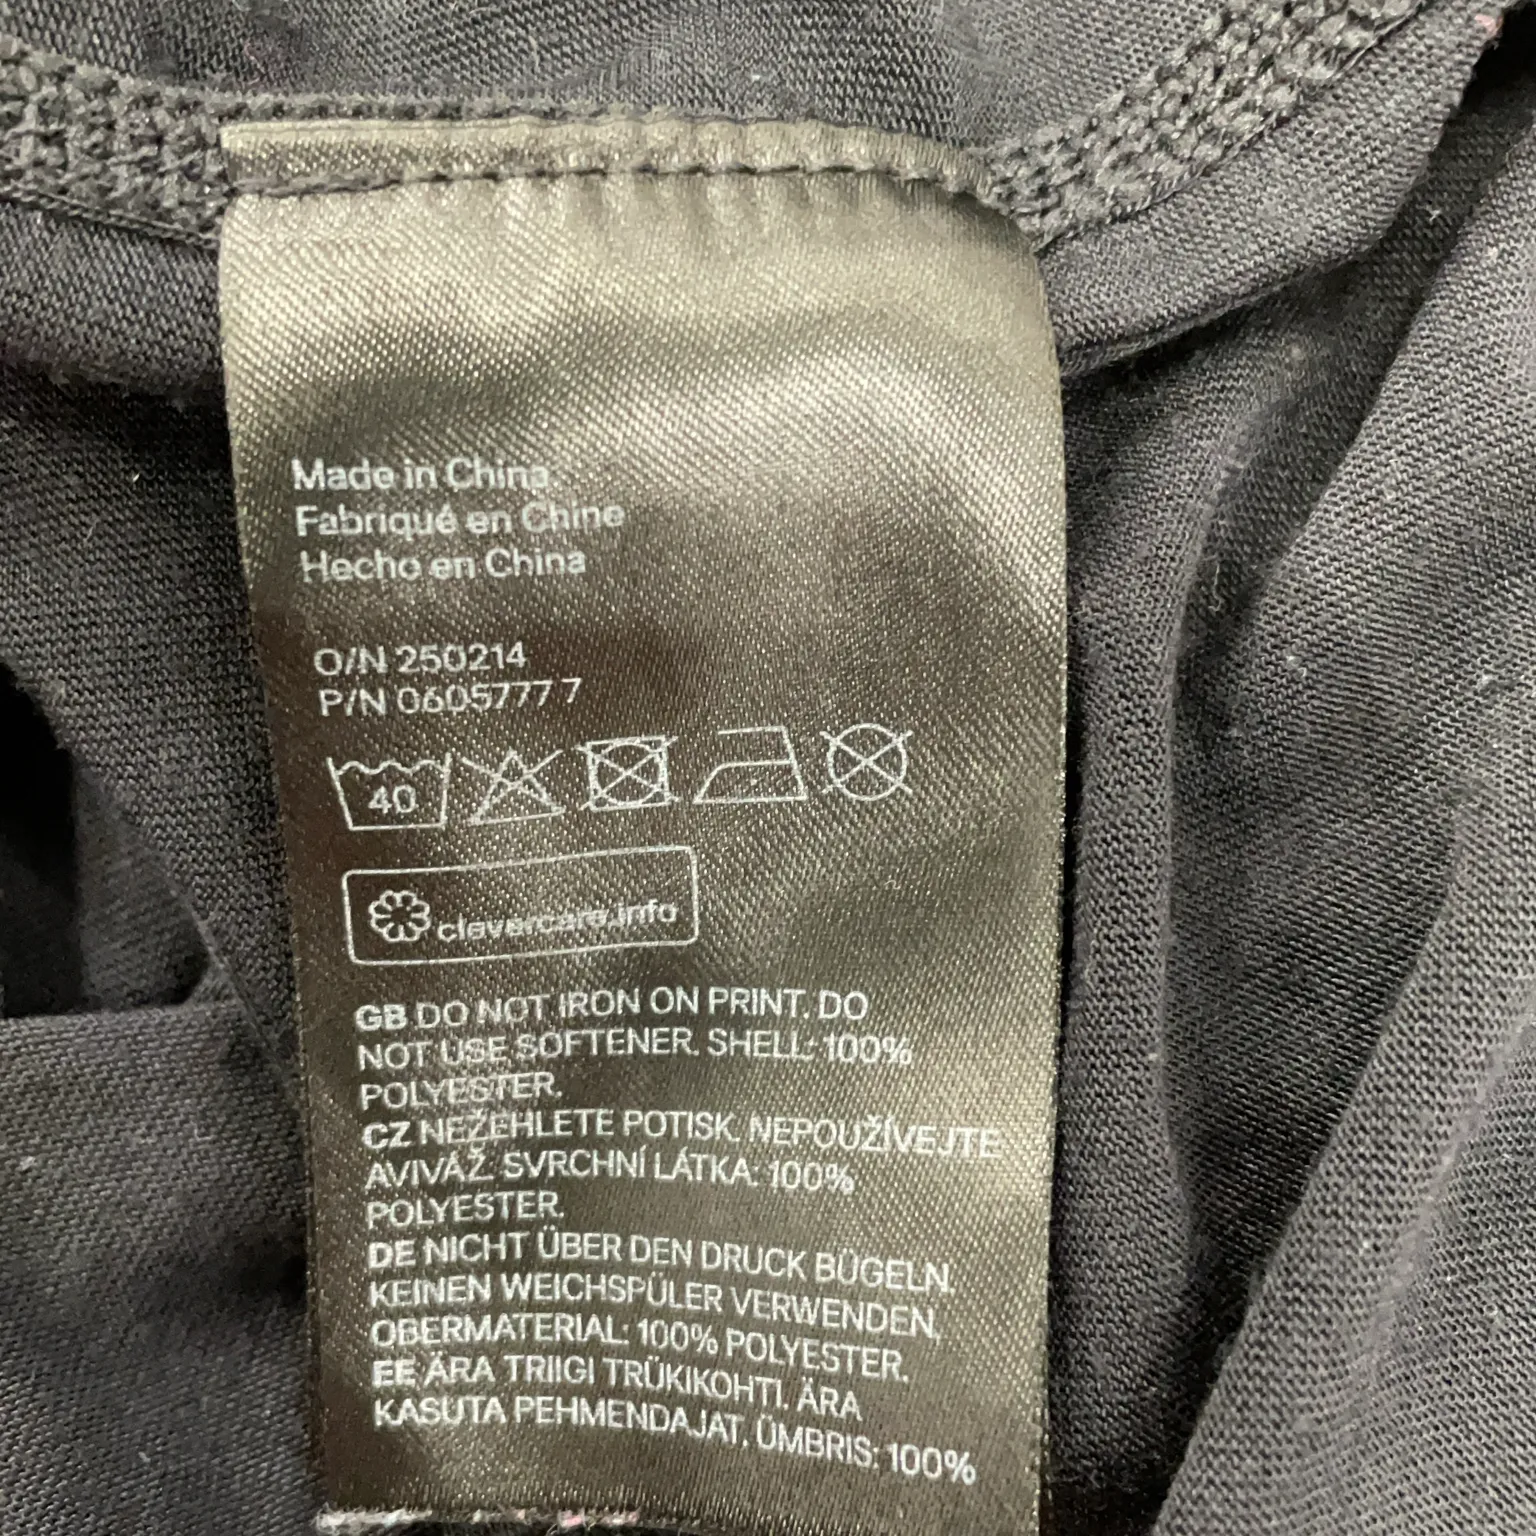 Made in China
Fabriqué en Chine
Hecho en China
O/N 250214
P/N 0605777 7
40
clevercare.info
GB DO NOT IRON ON PRINT. DO
NOT USE SOFTENER. SHELL: 100%
POLYESTER.
CZ NEŽEHLETE POTISK. NEPOUŽÍVEJTE
AVIVÁŽ. SVRCHNÍ LÁTKA: 100%
POLYESTER.
DE NICHT ÜBER DEN DRUCK BÜGELN.
KEINEN WEICHSPÜLER VERWENDEN.
OBERMATERIAL: 100% POLYESTER.
EE ÄRA TRIIGI TRÜKIKOHTI. ÄRA
KASUTA PEHMENDAJAT. ÜMBRIS: 100%